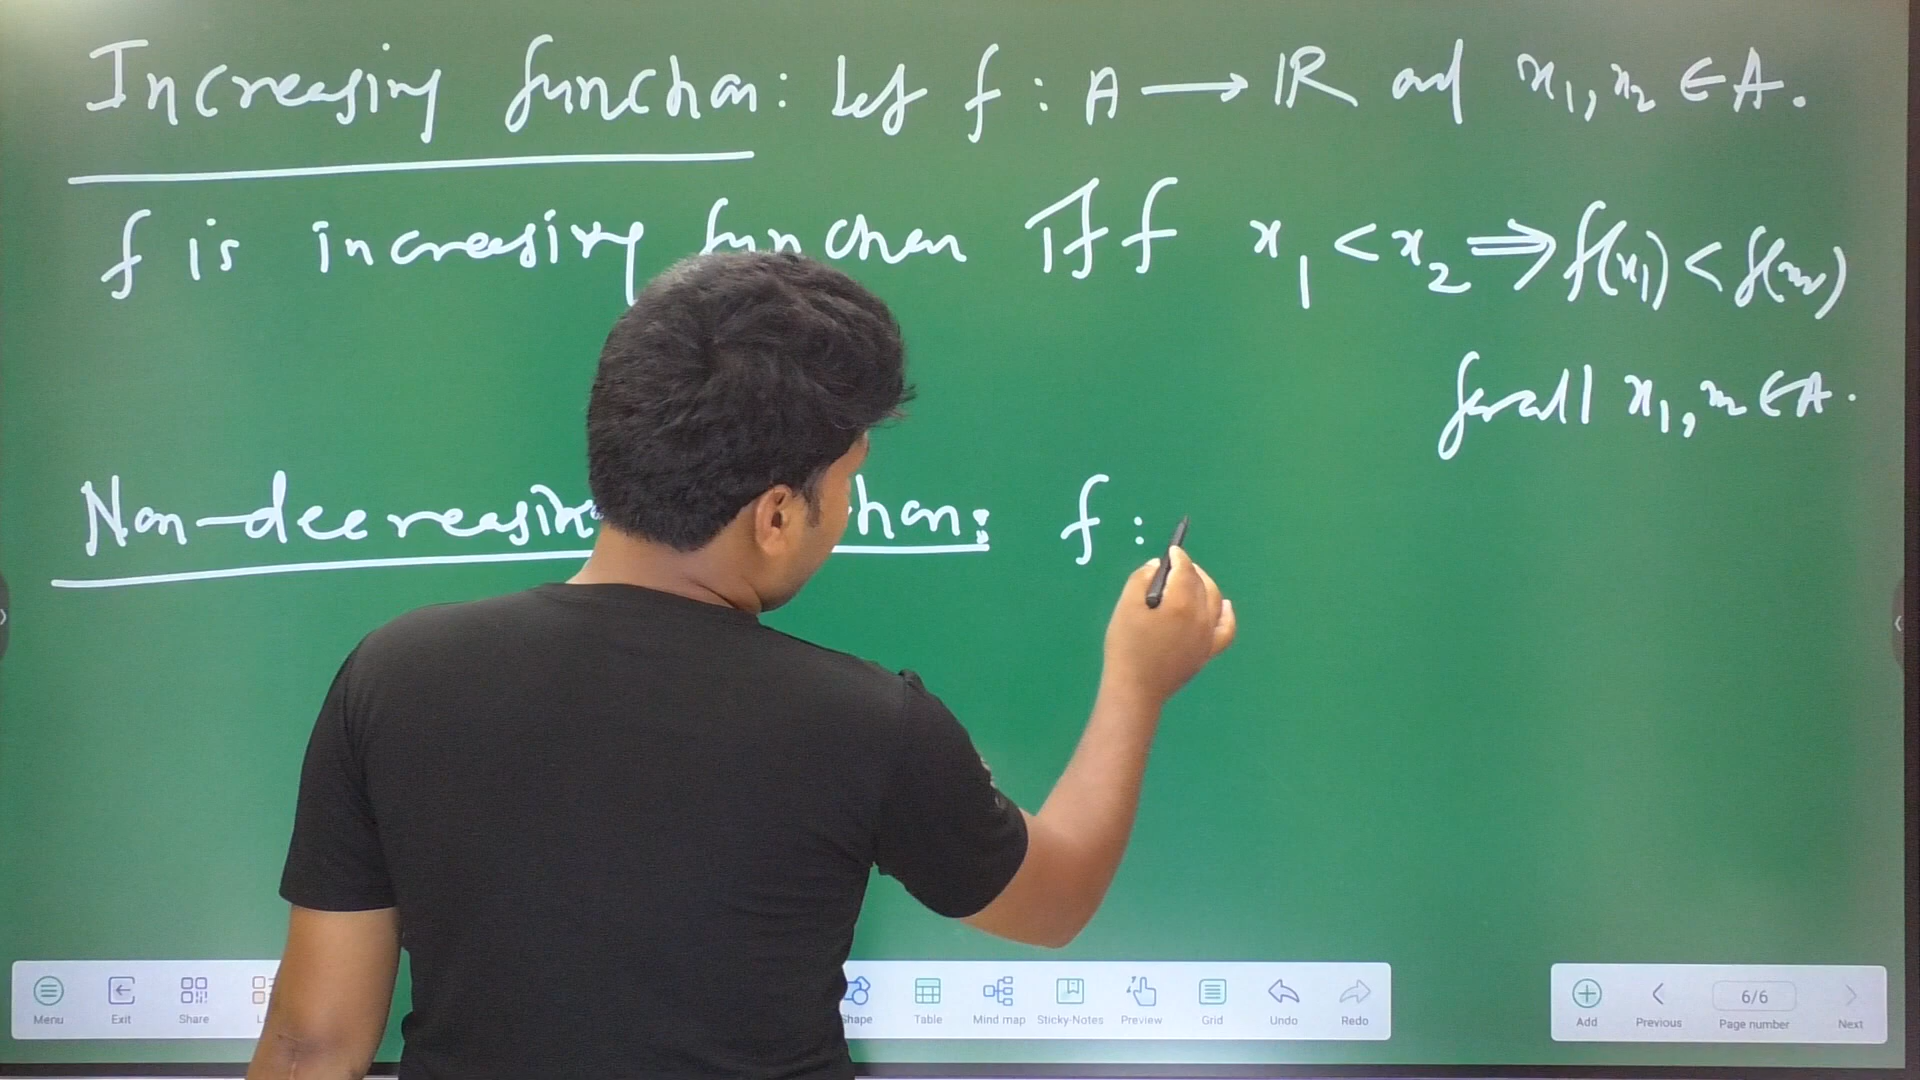 Increasing function: Let f : A → IR and x₁, x₂ ∈ A.
f is increasing function Iff x₁ < x₂ ⇒ f(x₁) < f(x₂)
for all x₁, x₂ ∈ A.
Non-decreasing function: f :
Menu Exit Share Shape Table Mind map Sticky-Notes Preview Grid Undo Redo
Add Previous 6/6 Page number Next